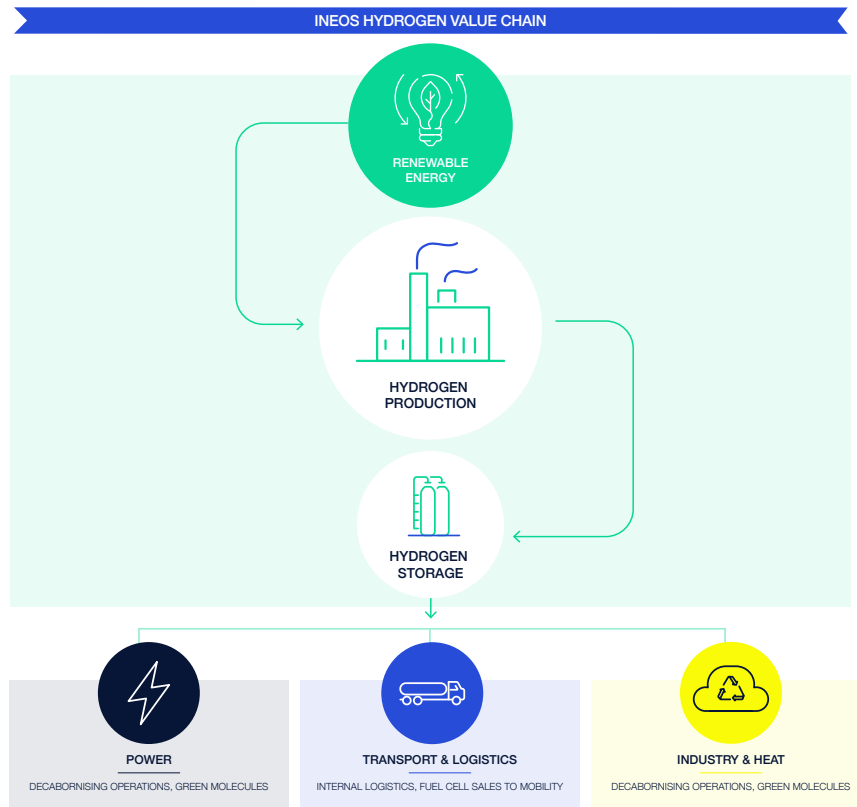 INEOS HYDROGEN VALUE CHAIN
RENEWABLE
ENERGY
HYDROGEN
PRODUCTION
HYDROGEN
STORAGE
POWER
DECABORNISING OPERATIONS, GREEN MOLECULES
TRANSPORT & LOGISTICS
INTERNAL LOGISTICS, FUEL CELL SALES TO MOBILITY
INDUSTRY & HEAT
DECABORNISING OPERATIONS, GREEN MOLECULES